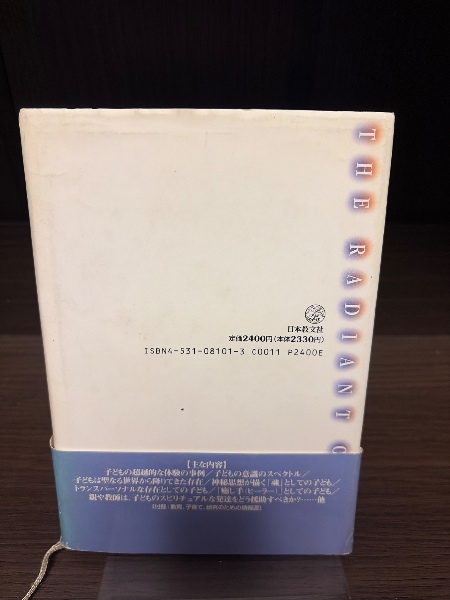 THE RADIANT C
日本教文社
定価2400円(本体2330円)
ISBN4-531-08101-3 C0011 P2400E
【主な内容】
子どもの超越的な体験の事例／子どもの意識のスペクトル／
子どもは聖なる世界から降りてきた存在／神秘思想が描く「魂」としての子ども／
トランスパーソナルな存在としての子ども／「癒し手(ヒーラー)」としての子ども／
親や教師は、子どものスピリチュアルな発達をどう援助すべきか?……他